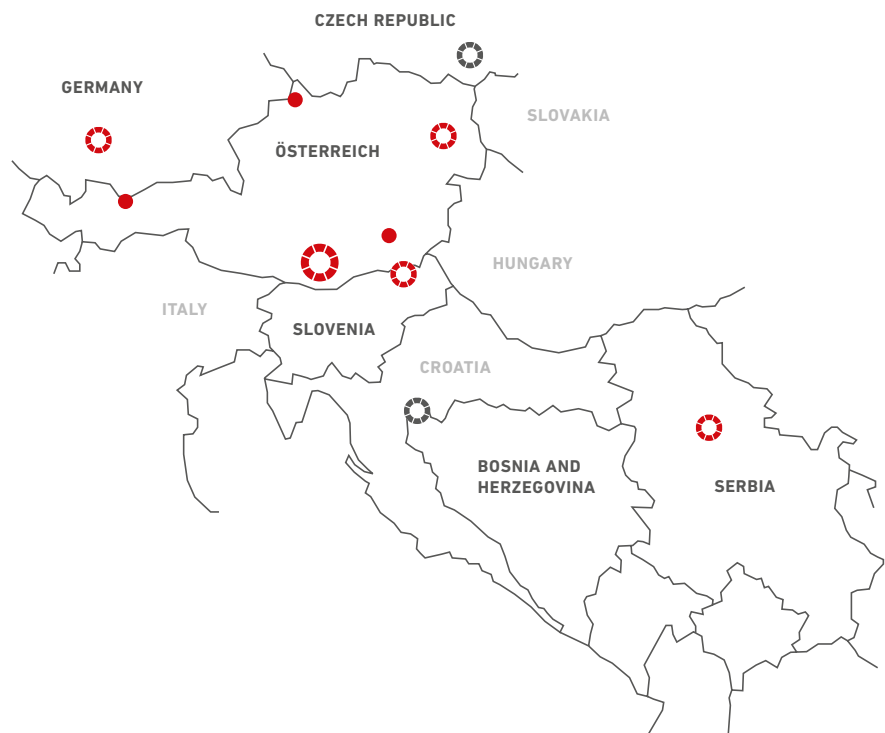 CZECH REPUBLIC
GERMANY
SLOVAKIA
ÖSTERREICH
HUNGARY
ITALY
SLOVENIA
CROATIA
BOSNIA AND
HERZEGOVINA
SERBIA